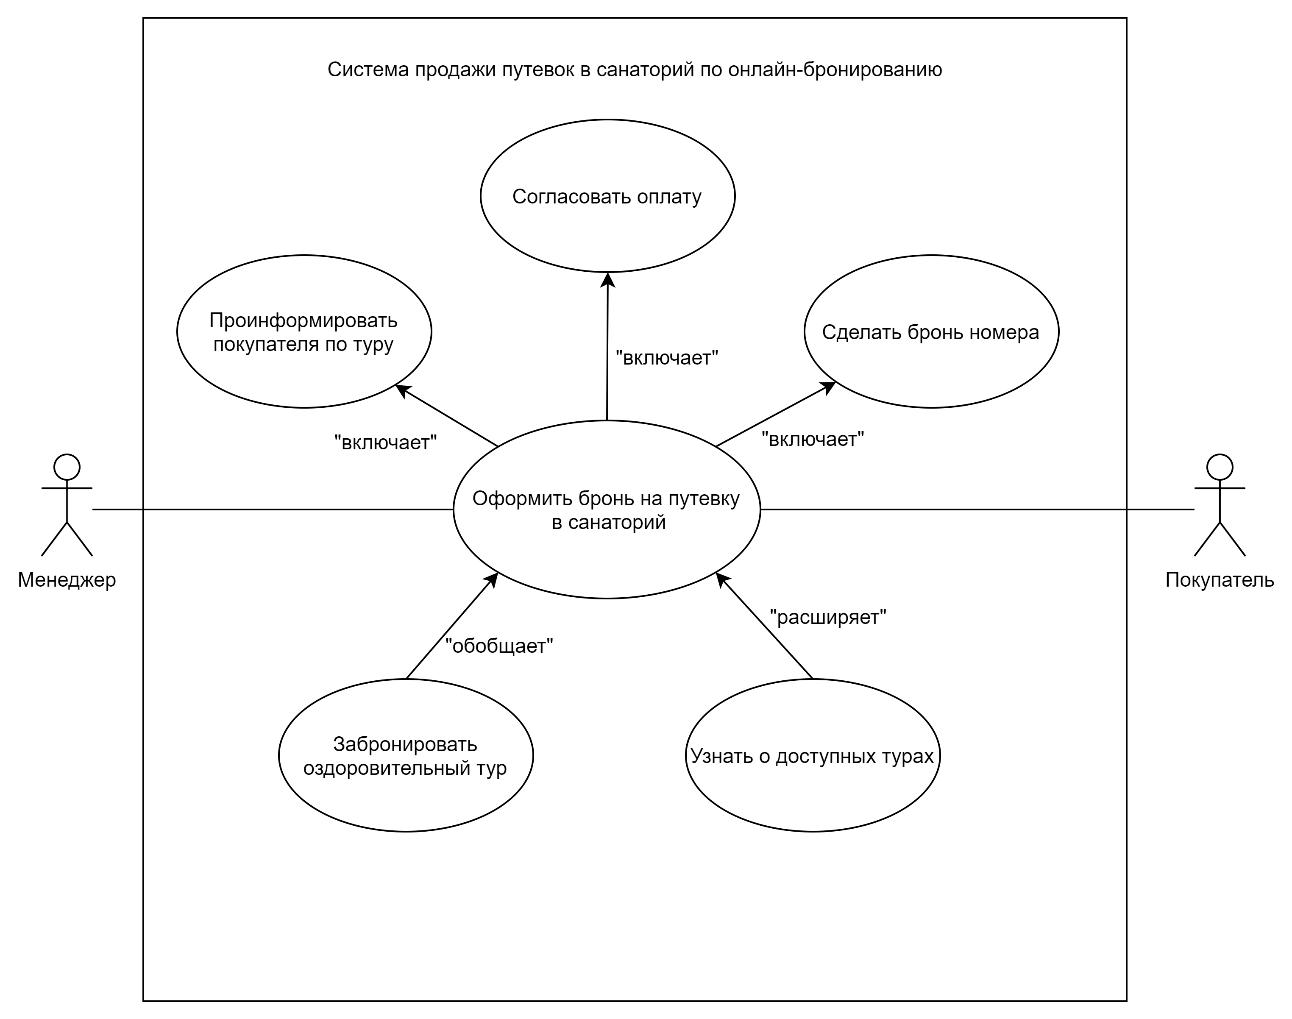 Система продажи путевок в санаторий по онлайн-бронированию
Согласовать оплату
Проинформировать
покупателя по туру
Сделать бронь номера
"включает"
"включает"
"включает"
Оформить бронь на путевку
в санаторий
Менеджер
Покупатель
"расширяет"
"обобщает"
Забронировать
оздоровительный тур
Узнать о доступных турах